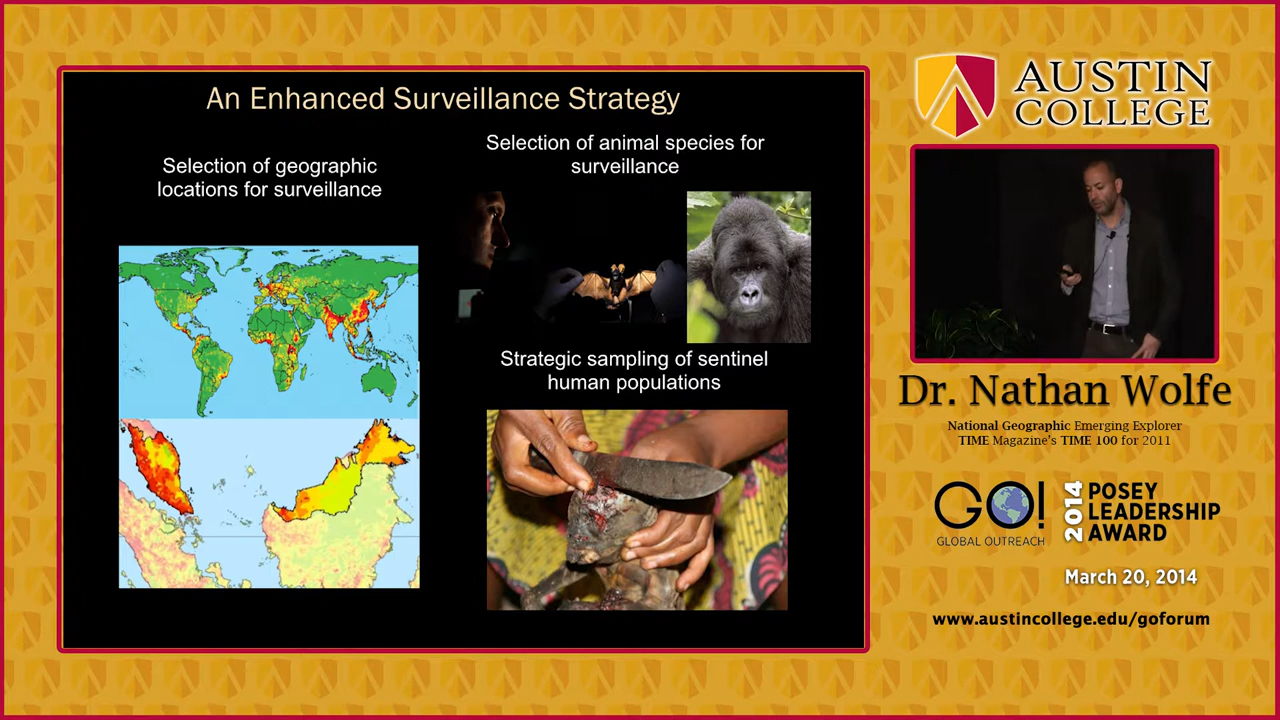 An Enhanced Surveillance Strategy
Selection of geographic
locations for surveillance
Selection of animal species for
surveillance
Strategic sampling of sentinel
human populations
AUSTIN
COLLEGE
Dr. Nathan Wolfe
National Geographic Emerging Explorer
TIME Magazine's TIME 100 for 2011
GO!
GLOBAL OUTREACH
2014
POSEY
LEADERSHIP
AWARD
March 20, 2014
www.austincollege.edu/goforum